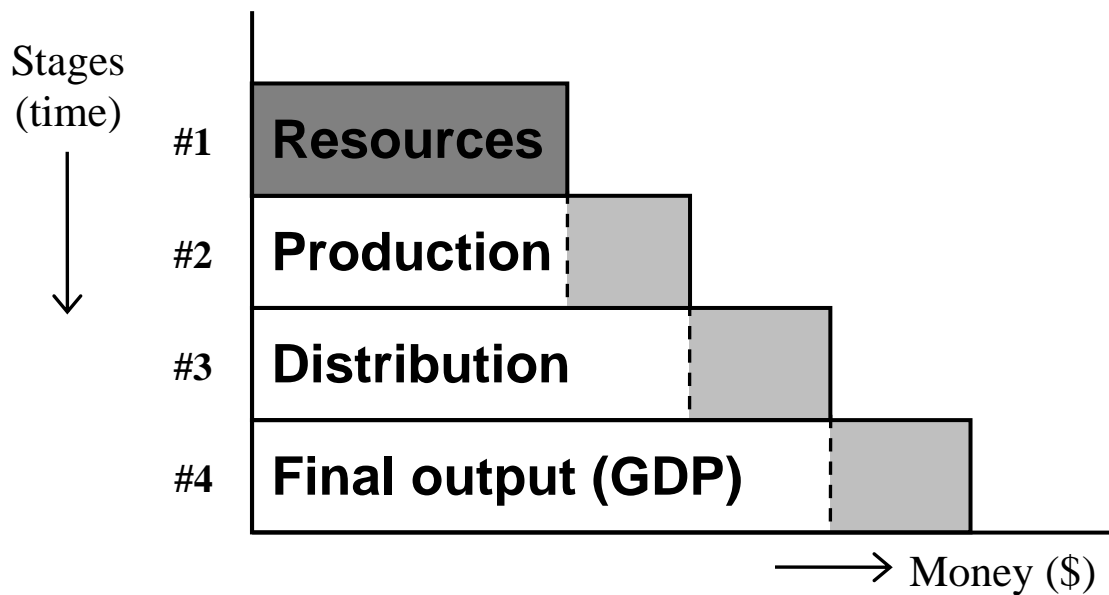 Stages
(time)
#1 Resources
#2 Production
#3 Distribution
#4 Final output (GDP)
Money ($)